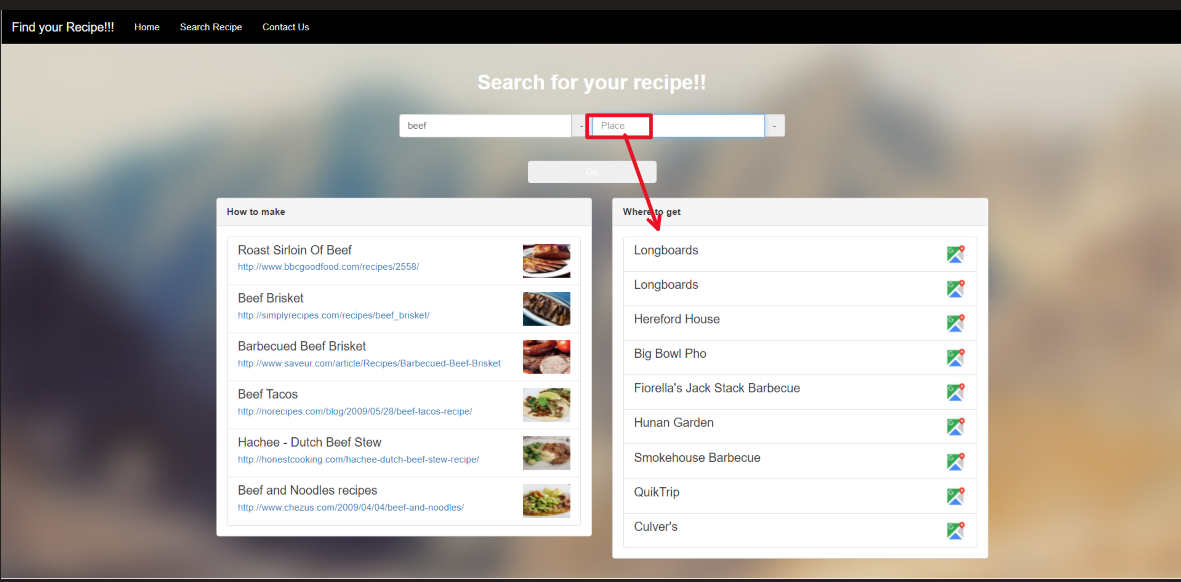 Find your Recipe!!! Home Search Recipe Contact Us
Search for your recipe!!
beef - Place -
Go
How to make
Roast Sirloin Of Beef
http://www.bbcgoodfood.com/recipes/2558/
Beef Brisket
http://simplyrecipes.com/recipes/beef_brisket/
Barbecued Beef Brisket
http://www.saveur.com/article/Recipes/Barbecued-Beef-Brisket
Beef Tacos
http://norecipes.com/blog/2009/05/28/beef-tacos-recipe/
Hachee - Dutch Beef Stew
http://honestcooking.com/hachee-dutch-beef-stew-recipe/
Beef and Noodles recipes
http://www.chezus.com/2009/04/04/beef-and-noodles/
Where to get
Longboards
Longboards
Hereford House
Big Bowl Pho
Fiorella's Jack Stack Barbecue
Hunan Garden
Smokehouse Barbecue
QuikTrip
Culver's